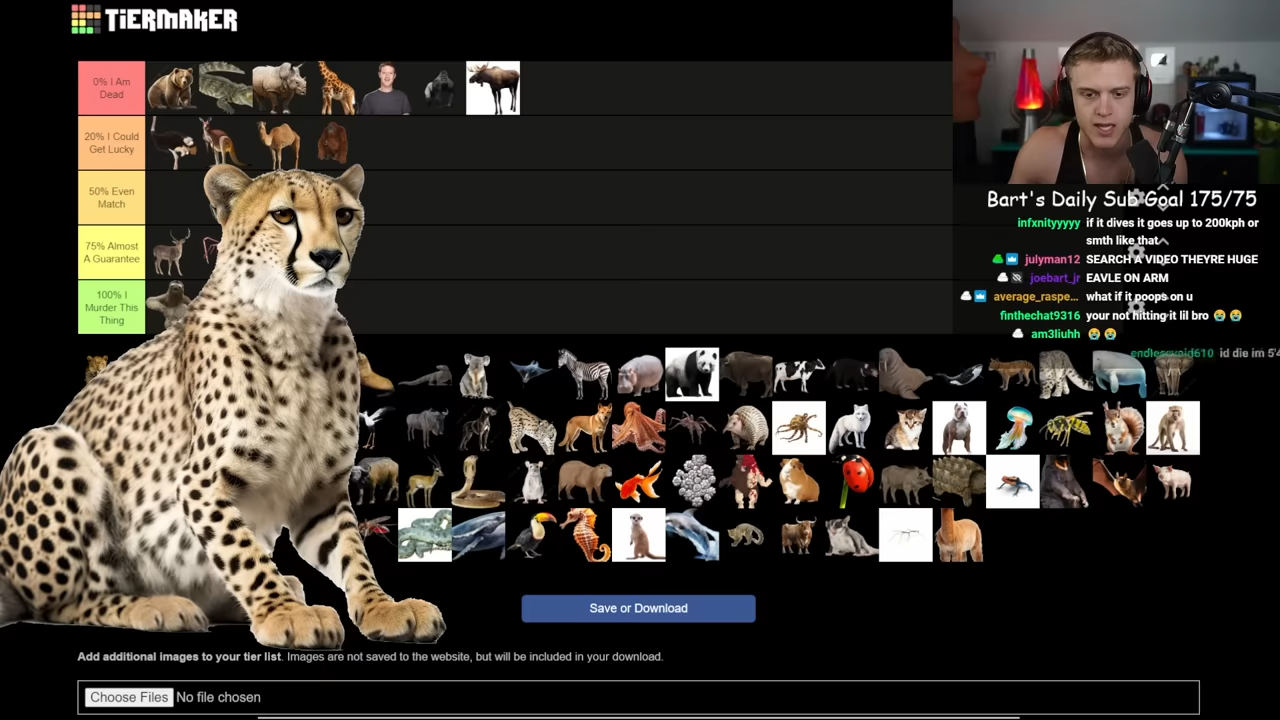 TiERMAKER
0% I Am
Dead
20% I Could
Get Lucky
50% Even
Match
75% Almost
A Guarantee
100% I
Murder This
Thing
Bart's Daily Sub Goal 175/75
infxnityyyyy if it dives it goes up to 200kph or
smth like that
julyman12 SEARCH A VIDEO THEYRE HUGE
joebart_jr EAVLE ON ARM
average_raspe... what if it poops on u
finthechat9316 your not hitting it lil bro 😭😭
am3liuhh 😭😭
endlessvoid610 id die im 5'4
Save or Download
Add additional images to your tier list. Images are not saved to the website, but will be included in your download.
Choose Files No file chosen